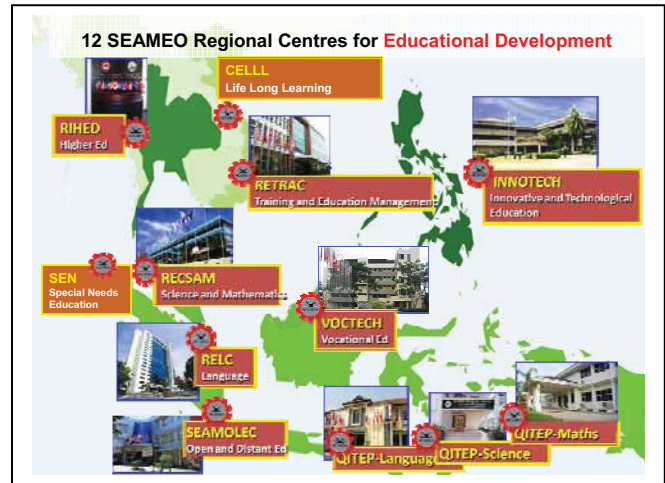 12 SEAMEO Regional Centres for Educational Development
CELLL
Life Long Learning
RIHED
Higher Ed
RETRAC
Training and Education Management
INNOTECH
Innovative and Technological
Education
SEN
Special Needs
Education
RECSAM
Science and Mathematics
VOCTECH
Vocational Ed
RELC
Language
SEAMOLEC
Open and Distant Ed
QITEP-Language
QITEP-Science
QITEP-Maths